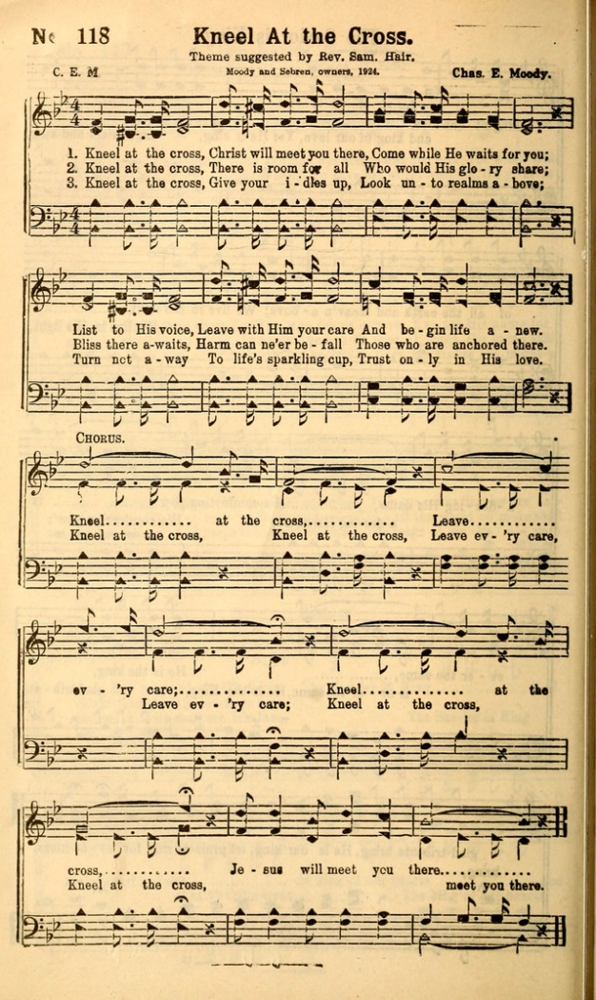 No 118 Kneel At the Cross.
Theme suggested by Rev. Sam. Hair.
C. E. M Moody and Sebren, owners, 1924. Chas. E. Moody.
1. Kneel at the cross, Christ will meet you there, Come while He waits for you;
2. Kneel at the cross, There is room for all Who would His glo - ry share;
3. Kneel at the cross, Give your i - dles up, Look un - to realms a - bove;
List to His voice, Leave with Him your care And be - gin life a - new.
Bliss there a-waits, Harm can ne'er be - fall Those who are anchored there.
Turn not a - way To life's sparkling cup, Trust on - ly in His love.
CHORUS.
Kneel........... at the cross,............ Leave............
Kneel at the cross, Kneel at the cross, Leave ev - 'ry care,
ev - 'ry care;............. Kneel............. at the
Leave ev - 'ry care; Kneel at the cross,
cross,........... Je - sus will meet you there............
Kneel at the cross, meet you there.